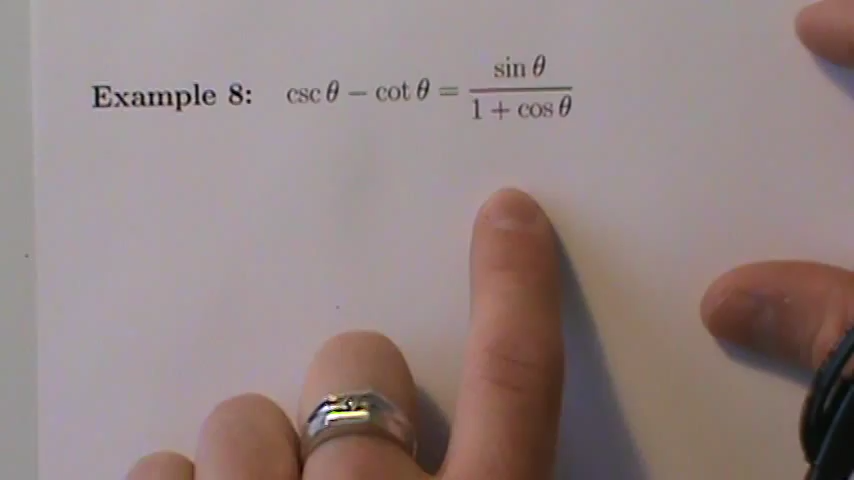 Example 8: csc θ − cot θ = sin θ / 1 + cos θ